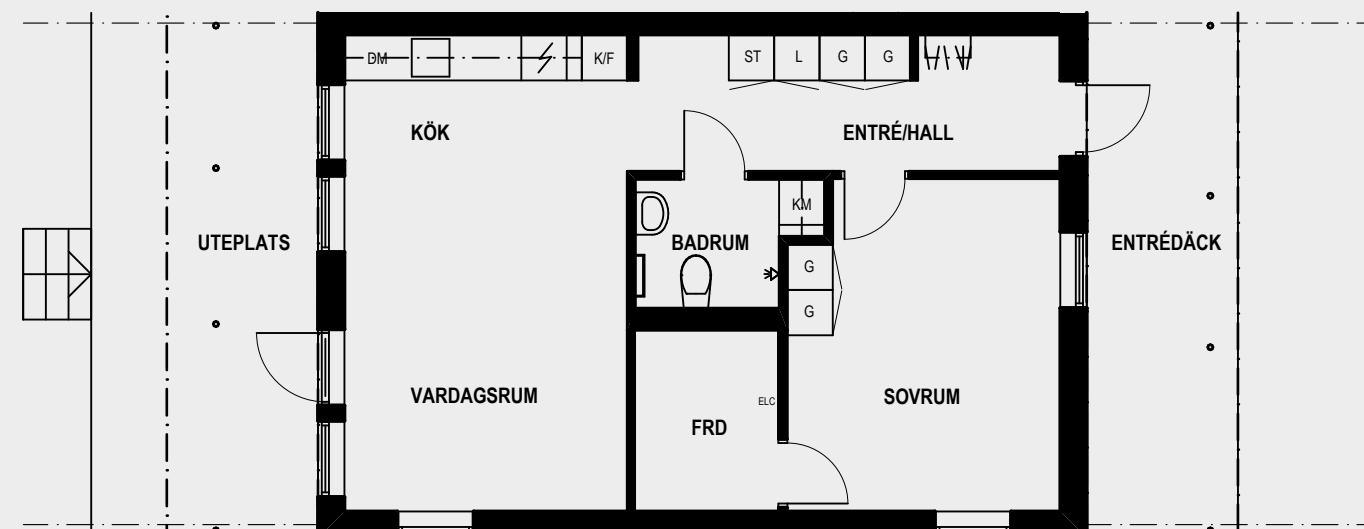 DM
K/F
ST
L
G
G
KÖK
ENTRÉ/HALL
KM
UTEPLATS
BADRUM
ENTRÉDÄCK
G
G
VARDAGSRUM
ELC
SOVRUM
FRD